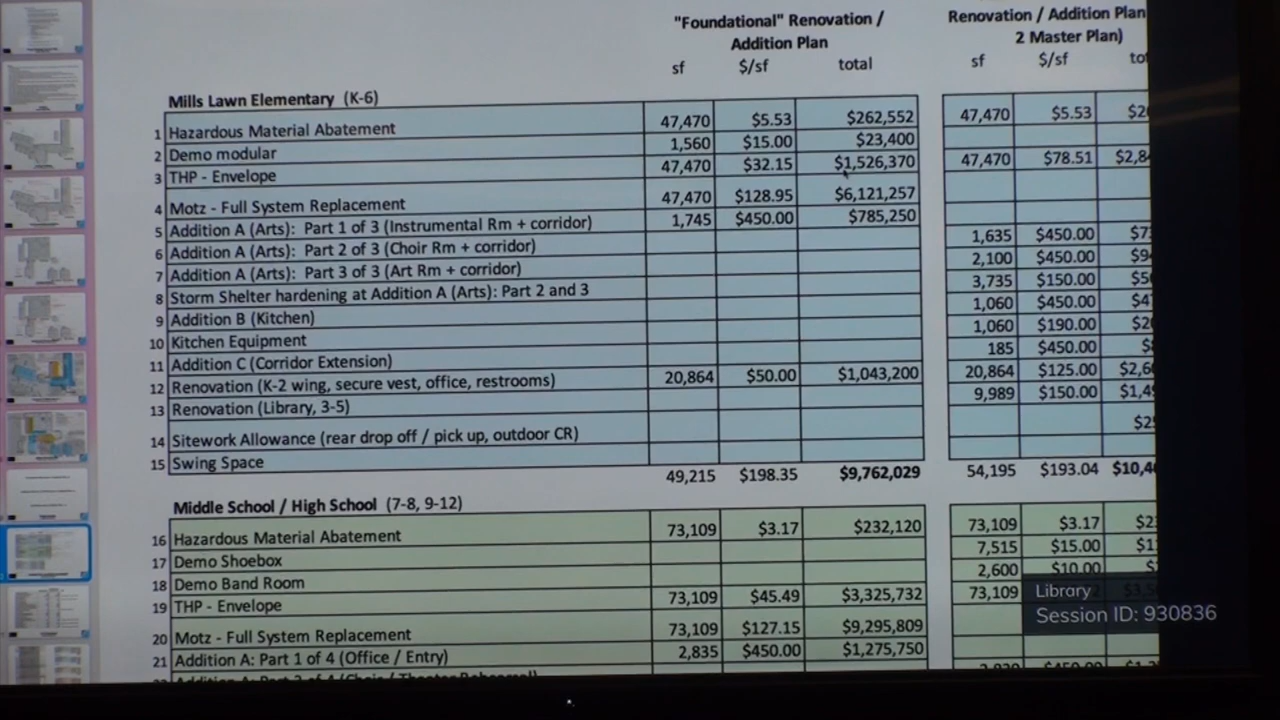 "Foundational" Renovation / Renovation / Addition Plan
Addition Plan 2 Master Plan)
sf $/sf total sf $/sf
Mills Lawn Elementary (K-6)
1 Hazardous Material Abatement 47,470 $5.53 $262,552 47,470 $5.53
2 Demo modular 1,560 $15.00 $23,400
3 THP - Envelope 47,470 $32.15 $1,526,370 47,470 $78.51
4 Motz - Full System Replacement 47,470 $128.95 $6,121,257
5 Addition A (Arts): Part 1 of 3 (Instrumental Rm + corridor) 1,745 $450.00 $785,250
6 Addition A (Arts): Part 2 of 3 (Choir Rm + corridor) 1,635 $450.00
7 Addition A (Arts): Part 3 of 3 (Art Rm + corridor) 2,100 $450.00
8 Storm Shelter hardening at Addition A (Arts): Part 2 and 3 3,735 $150.00
9 Addition B (Kitchen) 1,060 $450.00
10 Kitchen Equipment 1,060 $190.00
11 Addition C (Corridor Extension) 185 $450.00
12 Renovation (K-2 wing, secure vest, office, restrooms) 20,864 $50.00 $1,043,200 20,864 $125.00
13 Renovation (Library, 3-5) 9,989 $150.00
14 Sitework Allowance (rear drop off / pick up, outdoor CR)
15 Swing Space
49,215 $198.35 $9,762,029 54,195 $193.04
Middle School / High School (7-8, 9-12)
16 Hazardous Material Abatement 73,109 $3.17 $232,120 73,109 $3.17
17 Demo Shoebox 7,515 $15.00
18 Demo Band Room 2,600 $10.00
19 THP - Envelope 73,109 $45.49 $3,325,732 73,109
20 Motz - Full System Replacement 73,109 $127.15 $9,295,809
21 Addition A: Part 1 of 4 (Office / Entry) 2,835 $450.00 $1,275,750
Library
Session ID: 930836